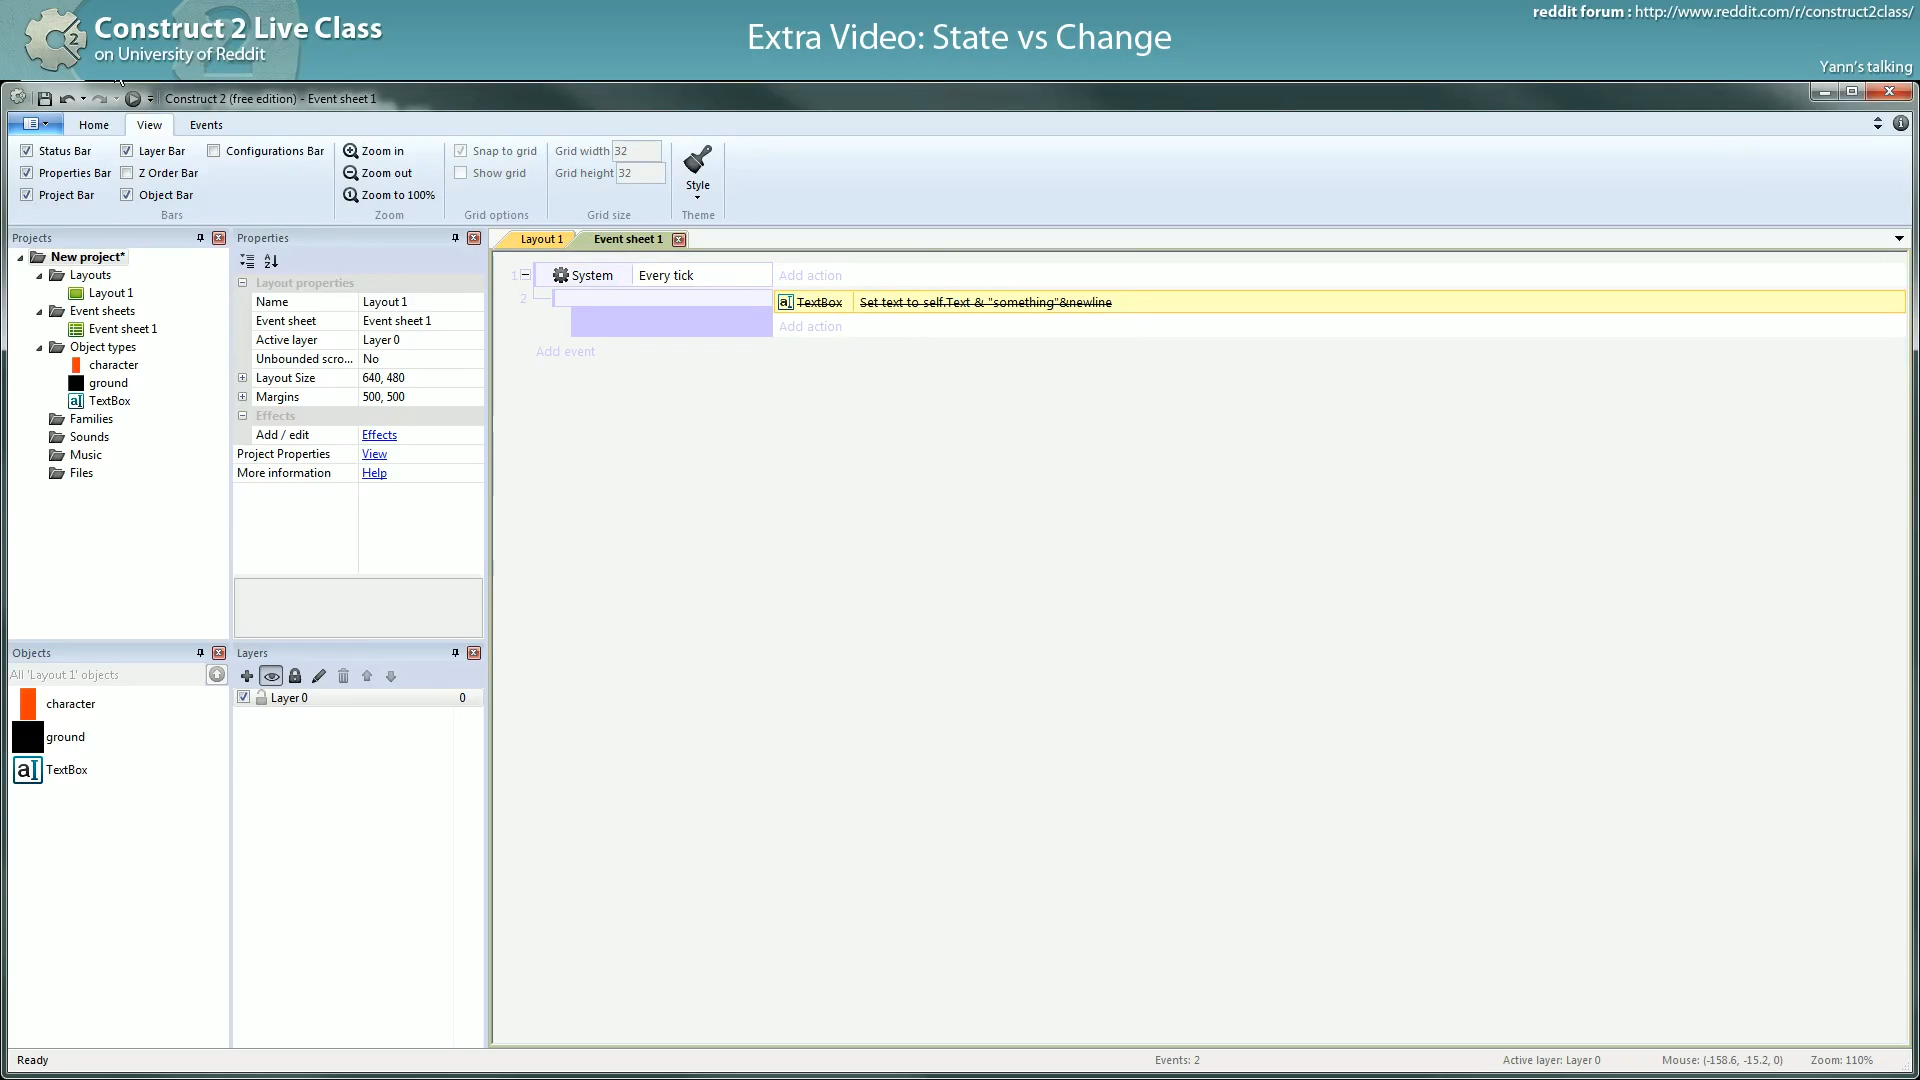 Construct 2 Live Class
on University of Reddit
Extra Video: State vs Change
reddit forum : http://www.reddit.com/r/construct2class/
Yann's talking
Construct 2 (free edition) - Event sheet 1
Home View Events
Status Bar Layer Bar Configurations Bar
Properties Bar Z Order Bar
Project Bar Object Bar
Bars
Zoom in
Zoom out
Zoom to 100%
Zoom
Snap to grid
Show grid
Grid options
Grid width 32
Grid height 32
Grid size
Style
Theme
Projects
New project*
Layouts
Layout 1
Event sheets
Event sheet 1
Object types
character
ground
TextBox
Families
Sounds
Music
Files
Properties
Layout properties
Name Layout 1
Event sheet Event sheet 1
Active layer Layer 0
Unbounded scro... No
Layout Size 640, 480
Margins 500, 500
Effects
Add / edit Effects
Project Properties View
More information Help
Layout 1 Event sheet 1
1 System Every tick Add action
2 TextBox Set text to self.Text & "something"&newline
Add action
Add event
Objects
All 'Layout 1' objects
character
ground
TextBox
Layers
Layer 0 0
Ready
Events: 2
Active layer: Layer 0
Mouse: (-158.6, -15.2, 0)
Zoom: 110%